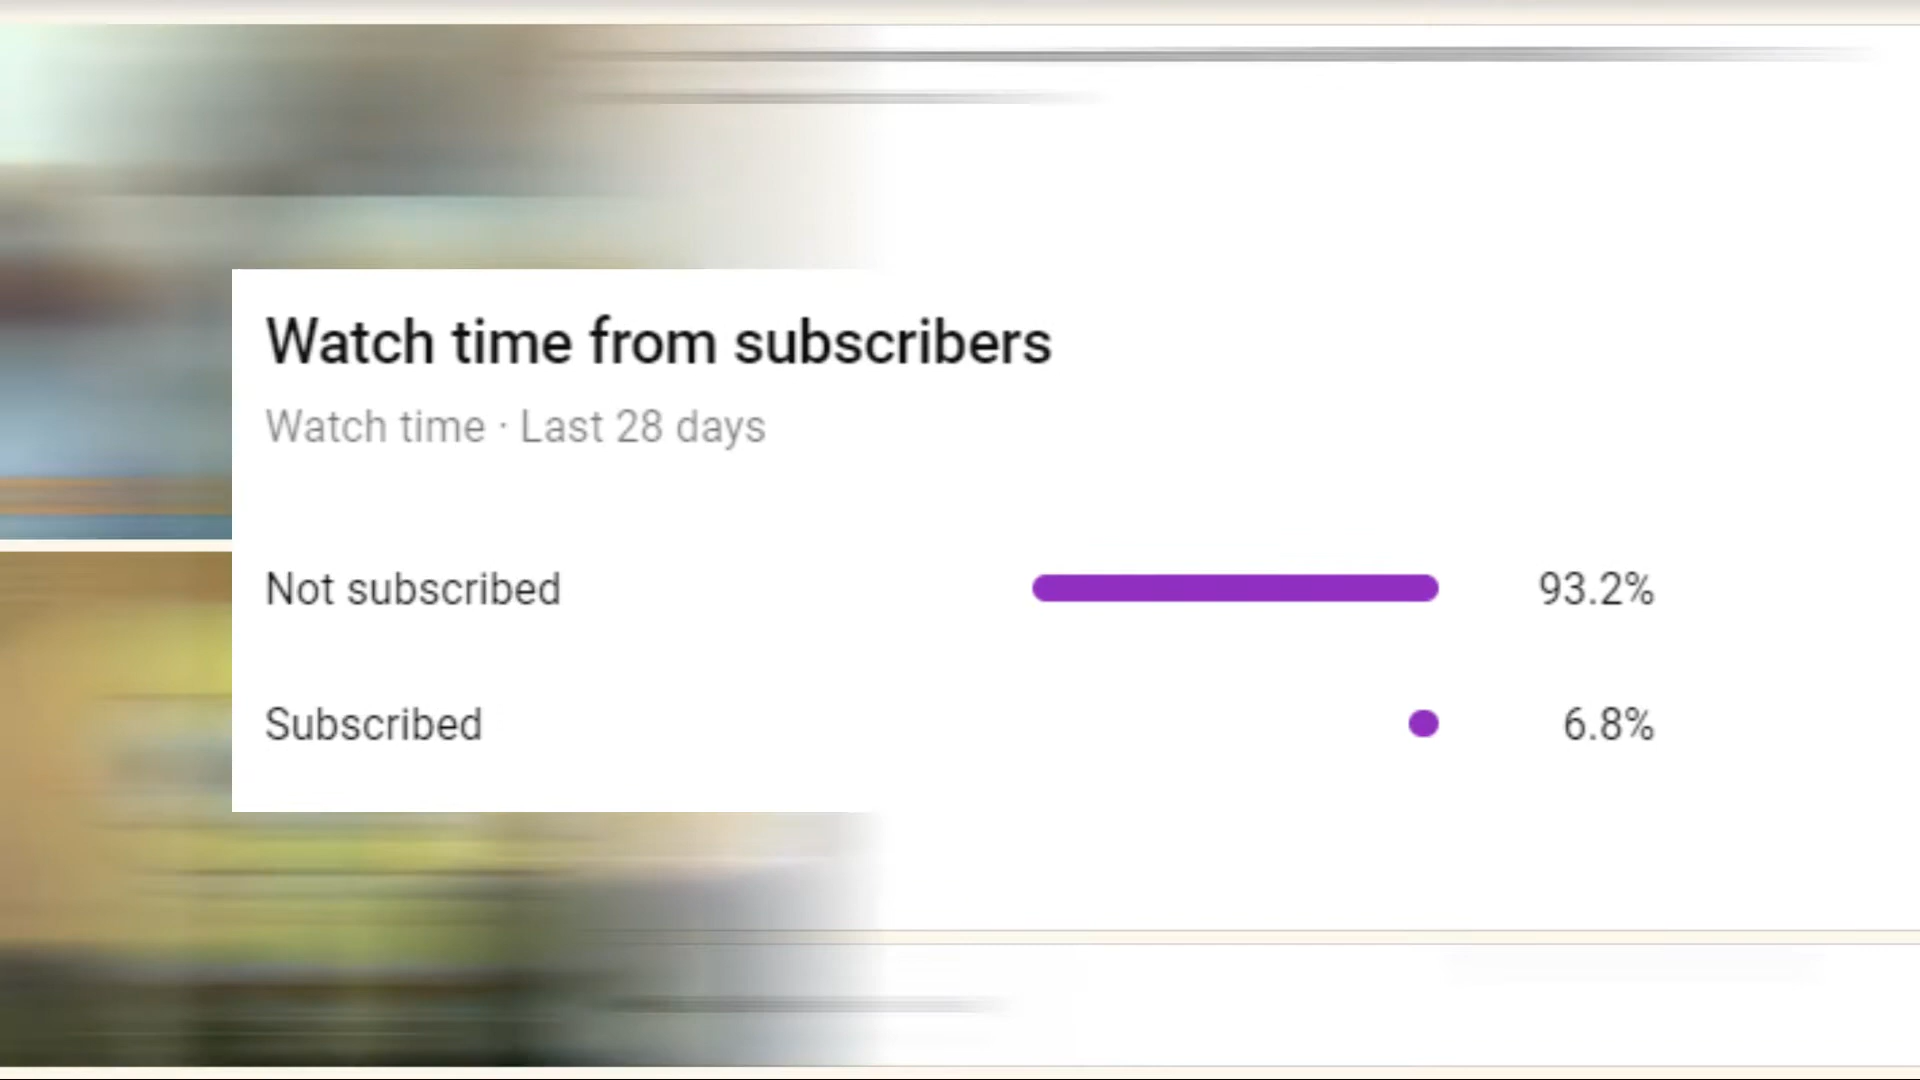 Watch time from subscribers
Watch time · Last 28 days
Not subscribed 93.2%
Subscribed 6.8%